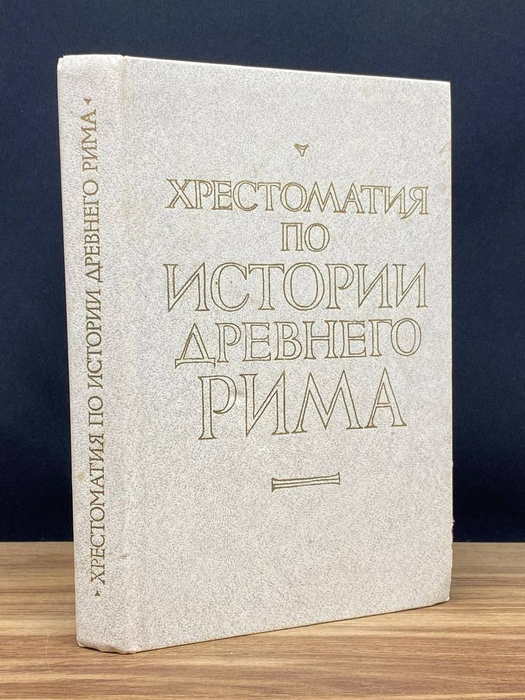 ХРЕСТОМАТИЯ ПО ИСТОРИИ ДРЕВНЕГО РИМА
ХРЕСТОМАТИЯ
ПО
ИСТОРИИ
ДРЕВНЕГО
РИМА